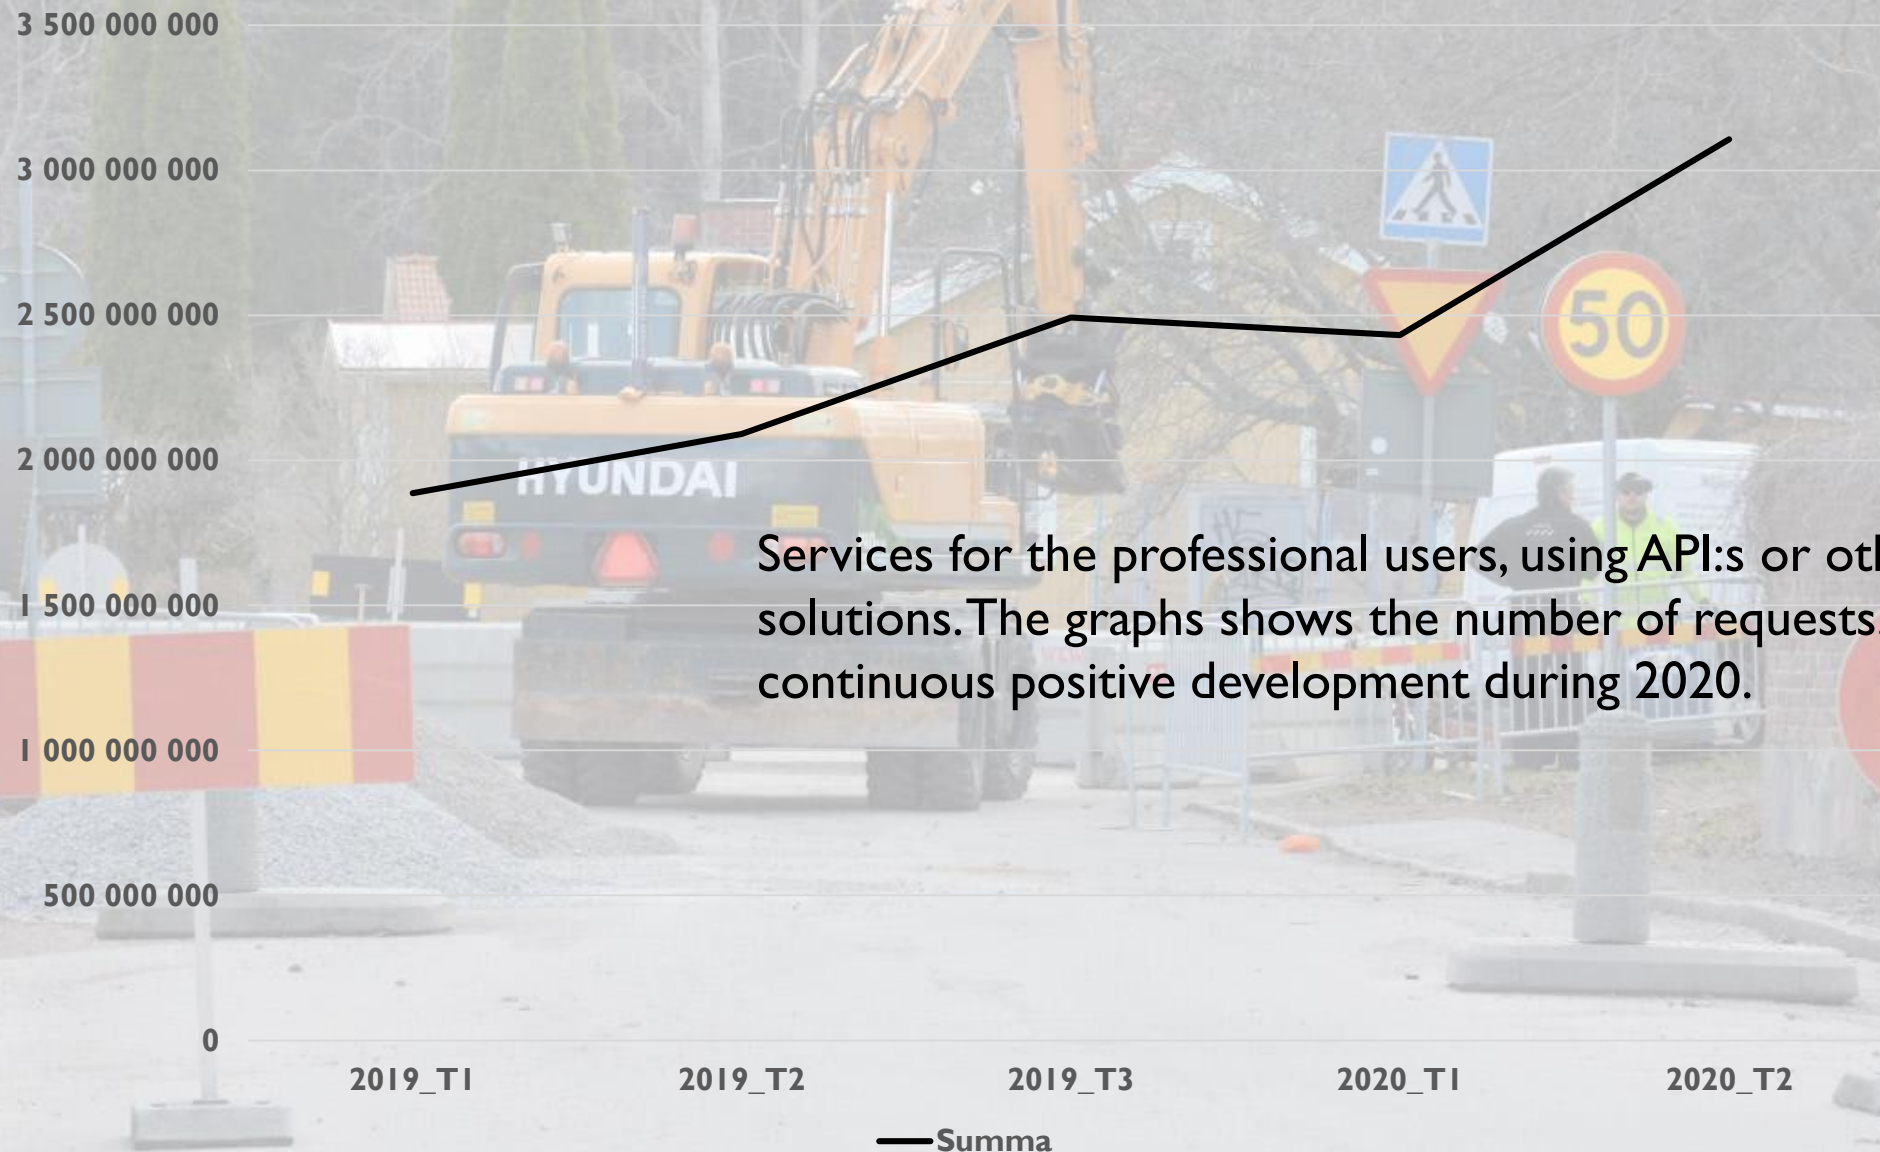 3 500 000 000
3 000 000 000
2 500 000 000
2 000 000 000
1 500 000 000
1 000 000 000
500 000 000
0
50
HYUNDAI
Services for the professional users, using API:s or
solutions. The graphs shows the number of requests.
continuous positive development during 2020.
2019_T1 2019_T2 2019_T3 2020_T1 2020_T2
Summa